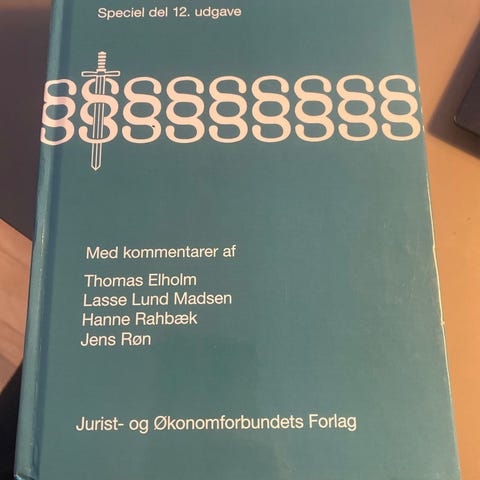 Speciel del 12. udgave
§§§§§§§§§
Med kommentarer af
Thomas Elholm
Lasse Lund Madsen
Hanne Rahbæk
Jens Røn
Jurist- og Økonomforbundets Forlag